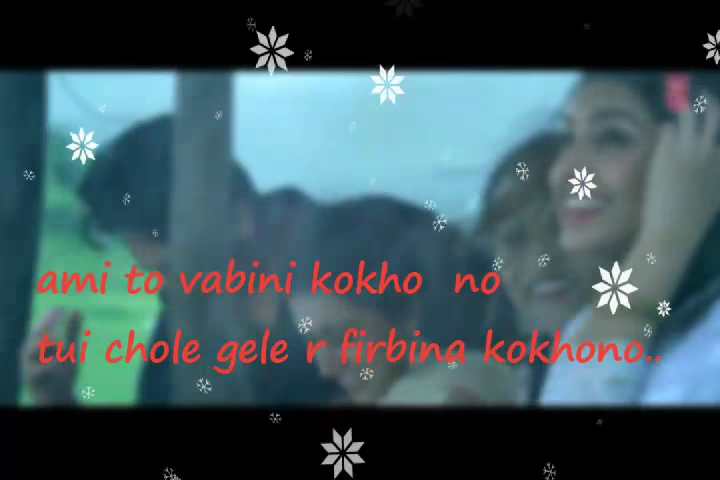 ami to vabini kokho  no
tui chole gele r firbina kokhono..